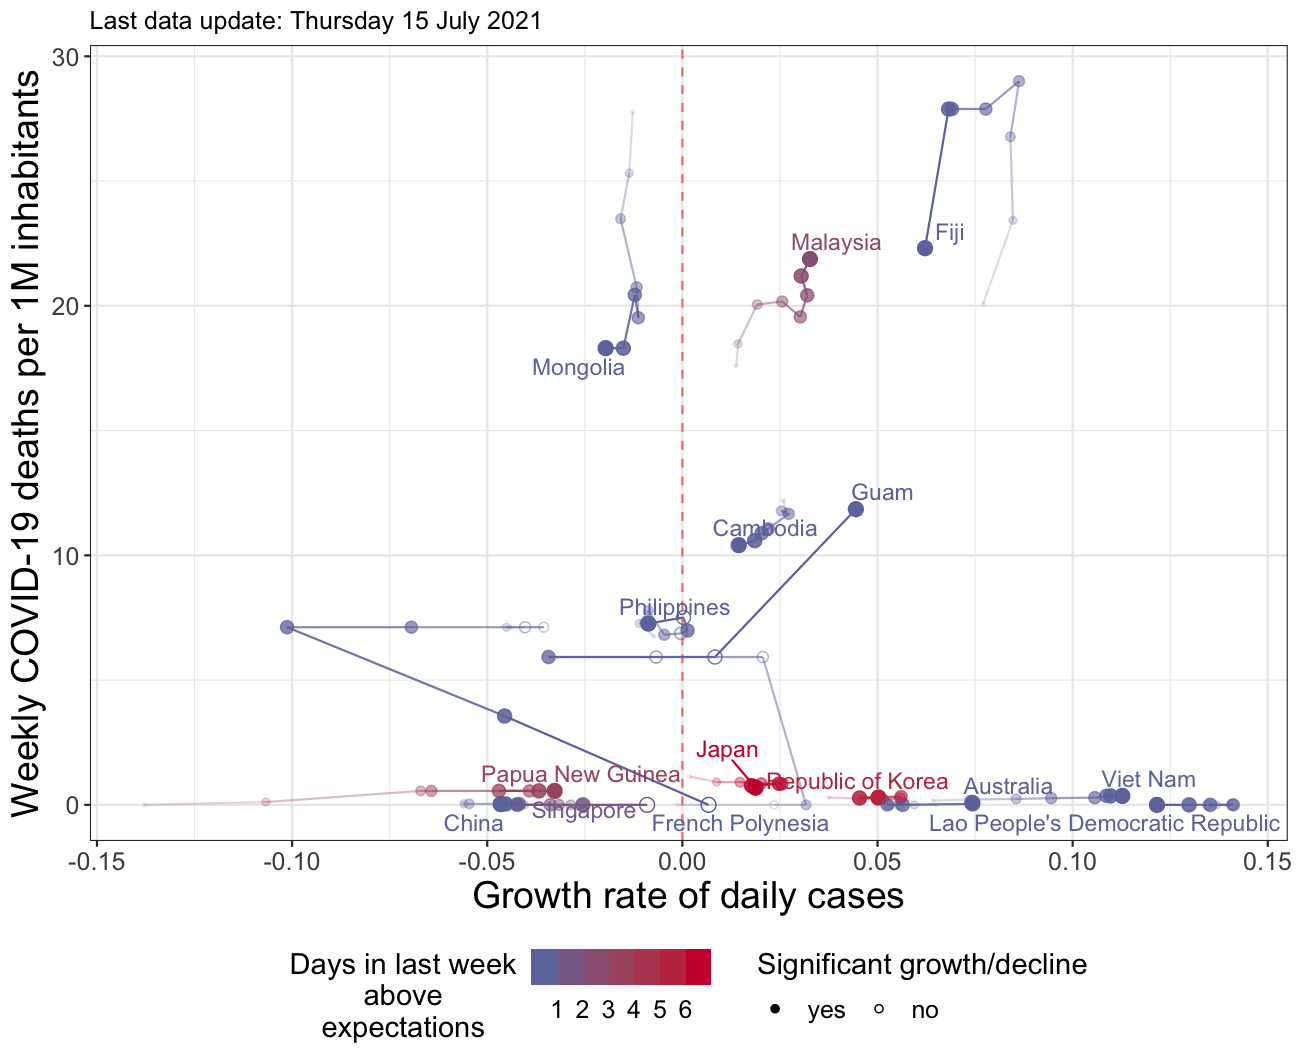 Last data update: Thursday 15 July 2021
Weekly COVID-19 deaths per 1M inhabitants
30
20
10
0
Fiji
Malaysia
Mongolia
Guam
Cambodia
Philippines
Japan
Papua New Guinea
Republic of Korea
Australia
Viet Nam
Singapore
China
French Polynesia
Lao People's Democratic Republic
-0.15
-0.10
-0.05
0.00
0.05
0.10
0.15
Growth rate of daily cases
Days in last week
above
expectations
1 2 3 4 5 6
Significant growth/decline
yes
no